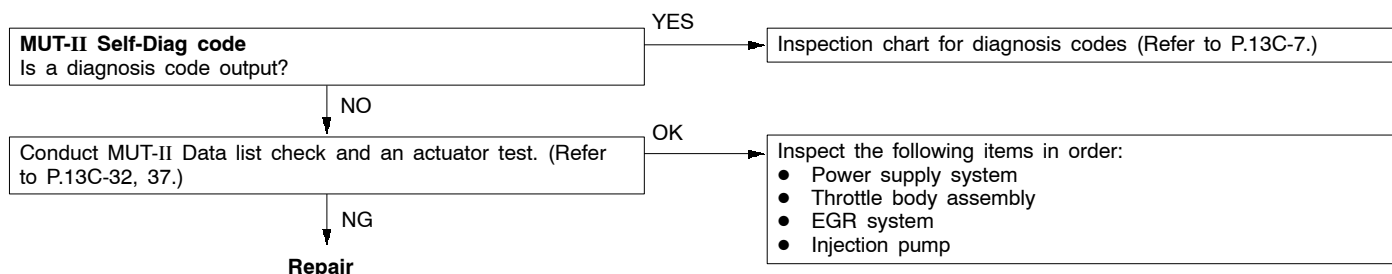 MUT-II Self-Diag code
Is a diagnosis code output?
YES
Inspection chart for diagnosis codes (Refer to P.13C-7.)
NO
Conduct MUT-II Data list check and an actuator test. (Refer
to P.13C-32, 37.)
OK
Inspect the following items in order:
● Power supply system
● Throttle body assembly
● EGR system
● Injection pump
NG
Repair